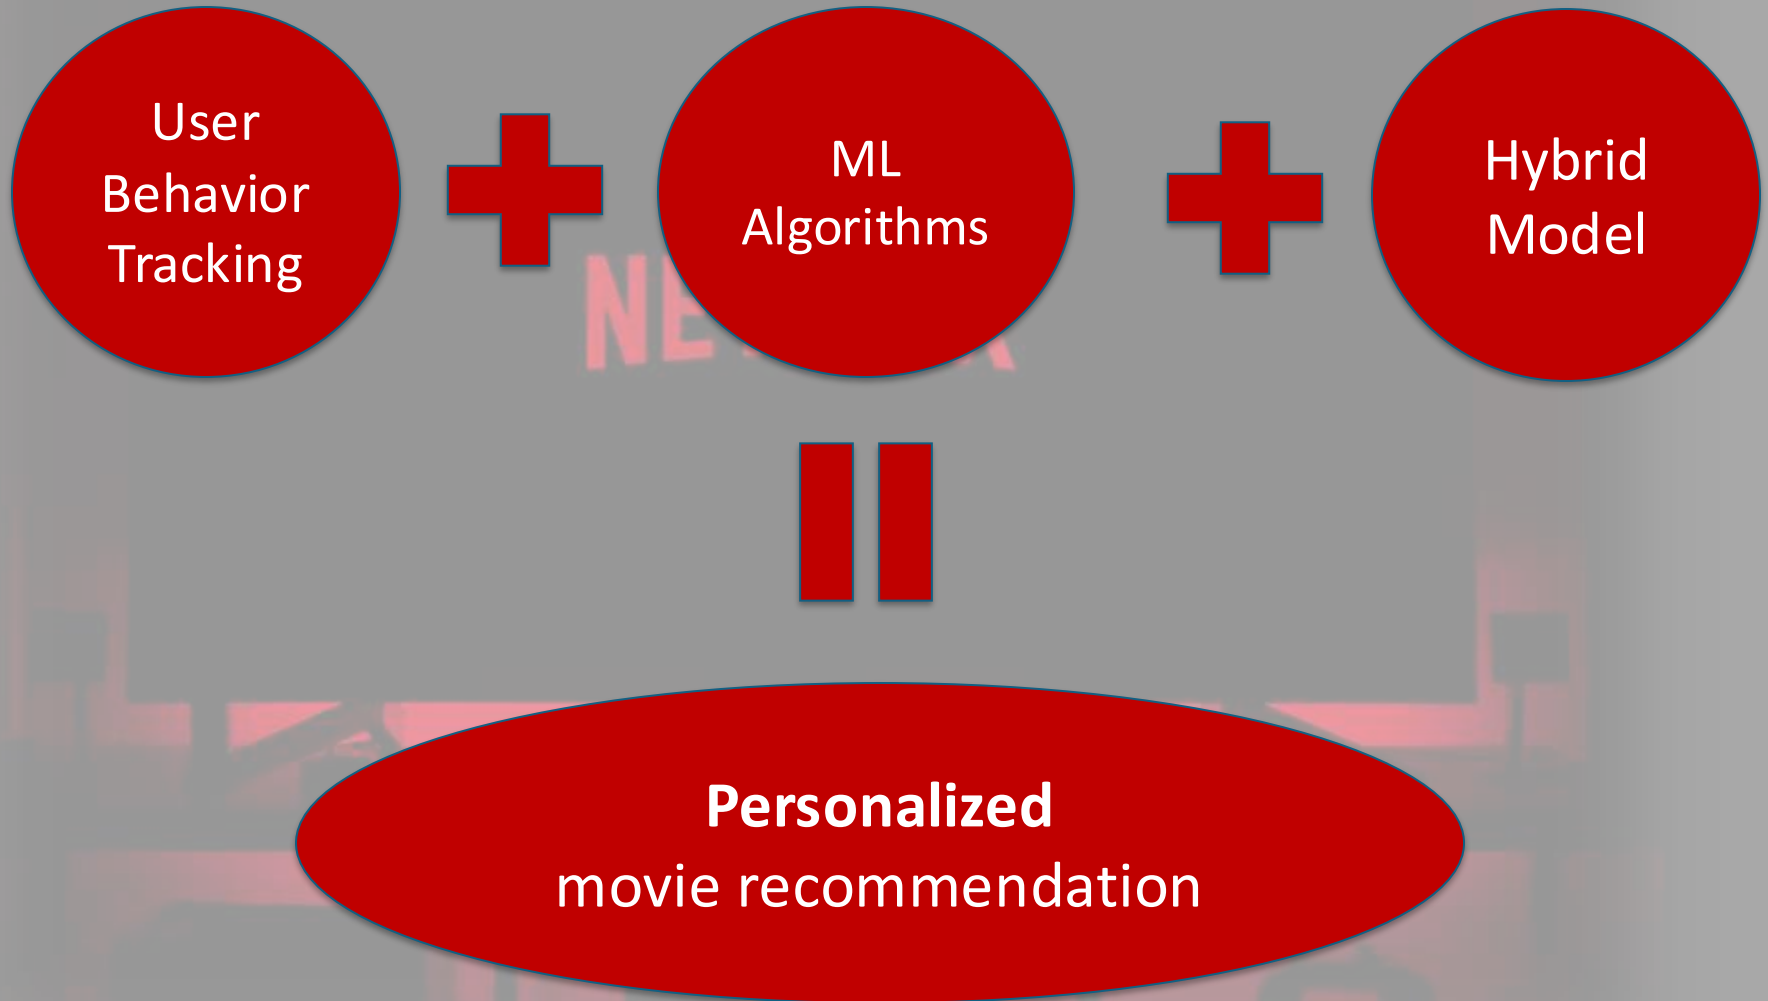 User
Behavior
Tracking
ML
Algorithms
Hybrid
Model
Personalized
movie recommendation